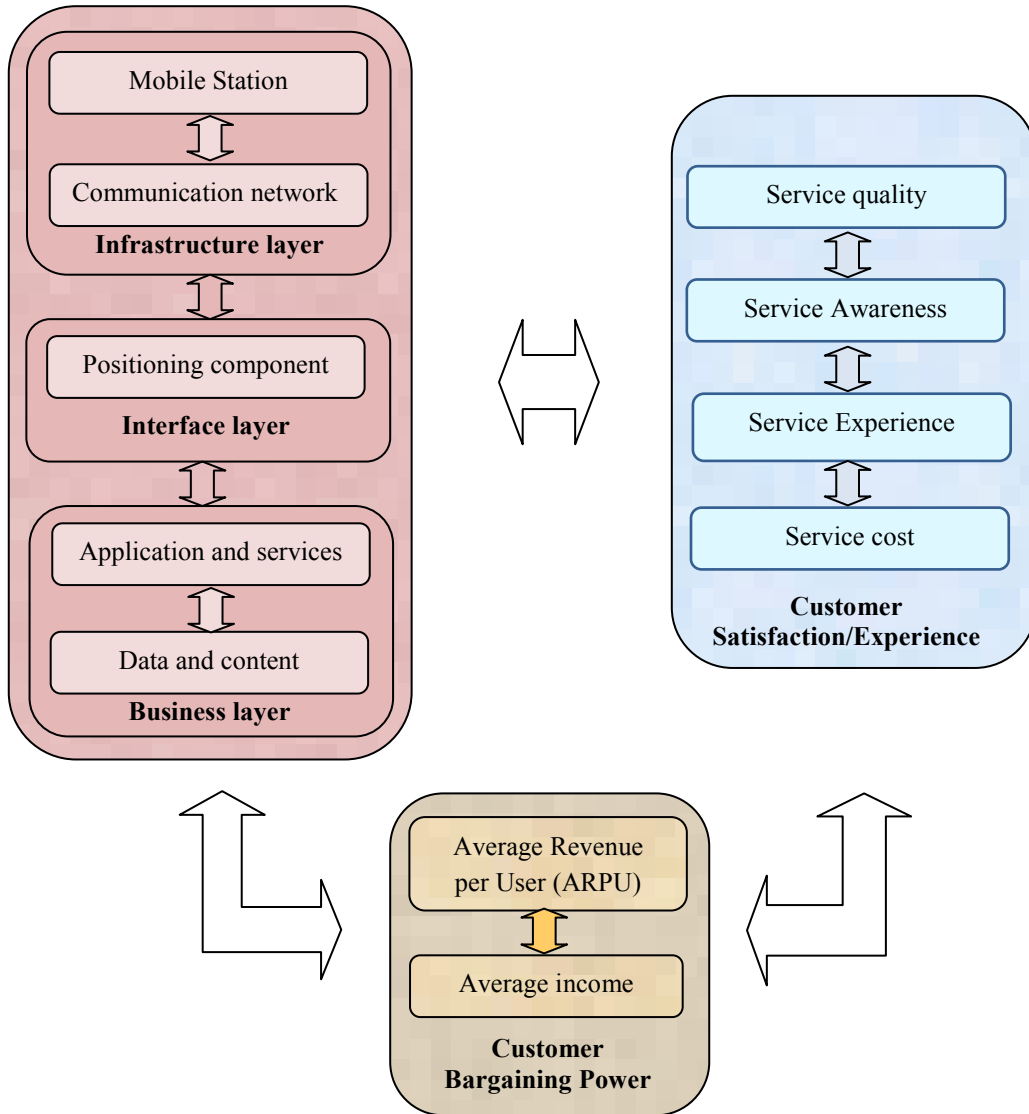 Mobile Station
Communication network
Infrastructure layer
Positioning component
Interface layer
Application and services
Data and content
Business layer
Service quality
Service Awareness
Service Experience
Service cost
Customer
Satisfaction/Experience
Average Revenue
per User (ARPU)
Average income
Customer
Bargaining Power